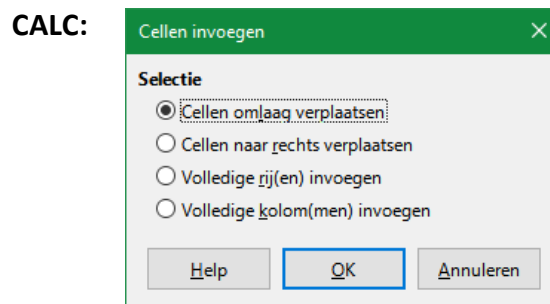 CALC:
Cellen invoegen
Selectie
Cellen omlaag verplaatsen
Cellen naar rechts verplaatsen
Volledige rij(en) invoegen
Volledige kolom(men) invoegen
Help OK Annuleren